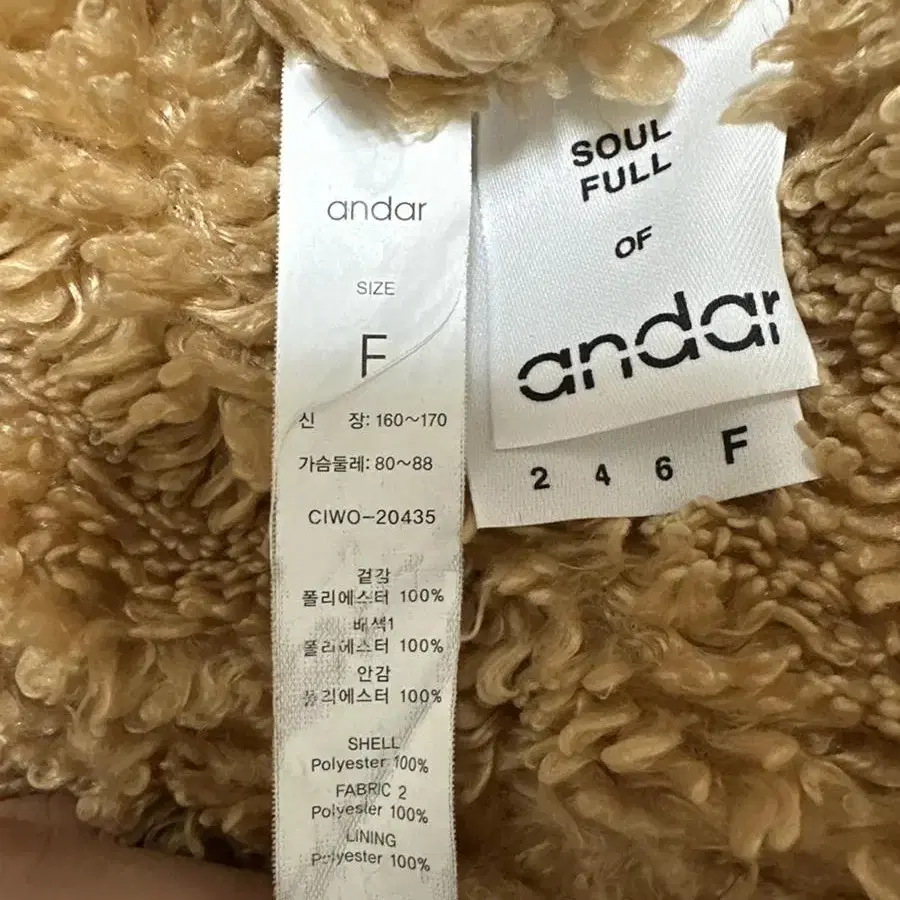 andar
SIZE
F
신 장: 160~170
가슴둘레: 80~88
CIWO-20435
겉감
폴리에스터 100%
배색1
폴리에스터 100%
안감
폴리에스터 100%
SHELL
Polyester 100%
FABRIC 2
Polyester 100%
LINING
Polyester 100%
SOUL
FULL
OF
andar
2 4 6 F